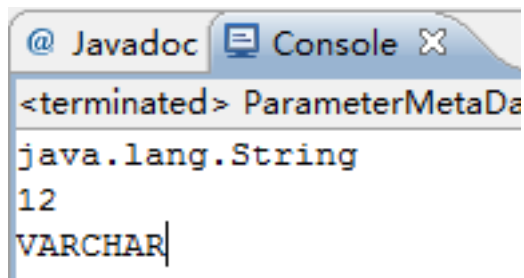 @ Javadoc Console
<terminated> ParameterMetaDa
java.lang.String
12
VARCHAR